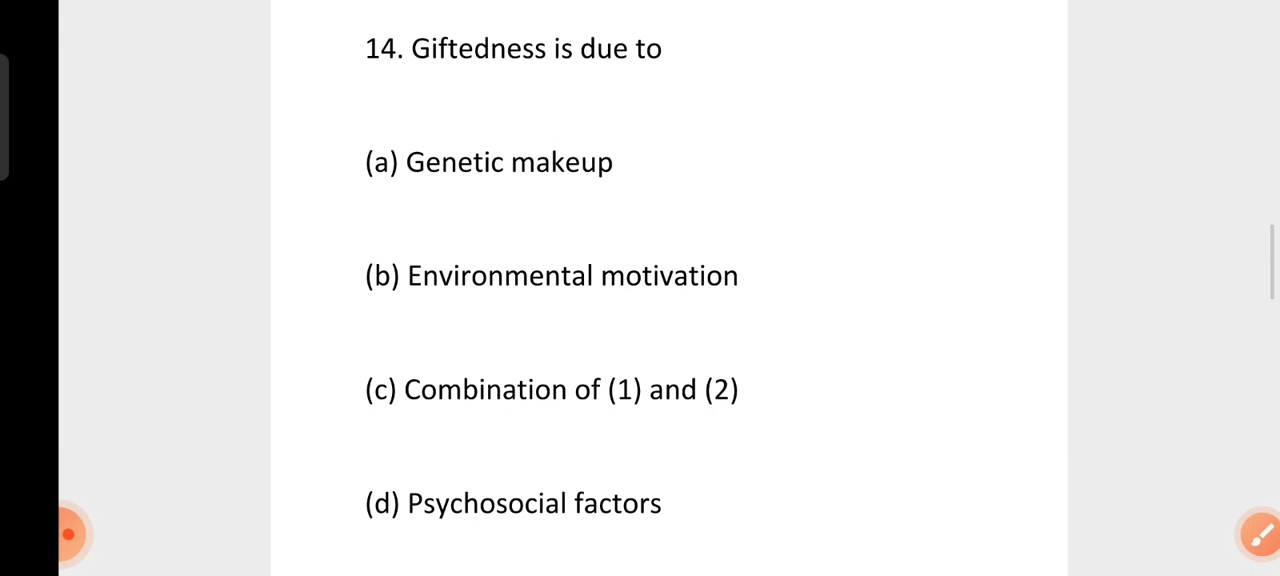 14. Giftedness is due to
(a) Genetic makeup
(b) Environmental motivation
(c) Combination of (1) and (2)
(d) Psychosocial factors